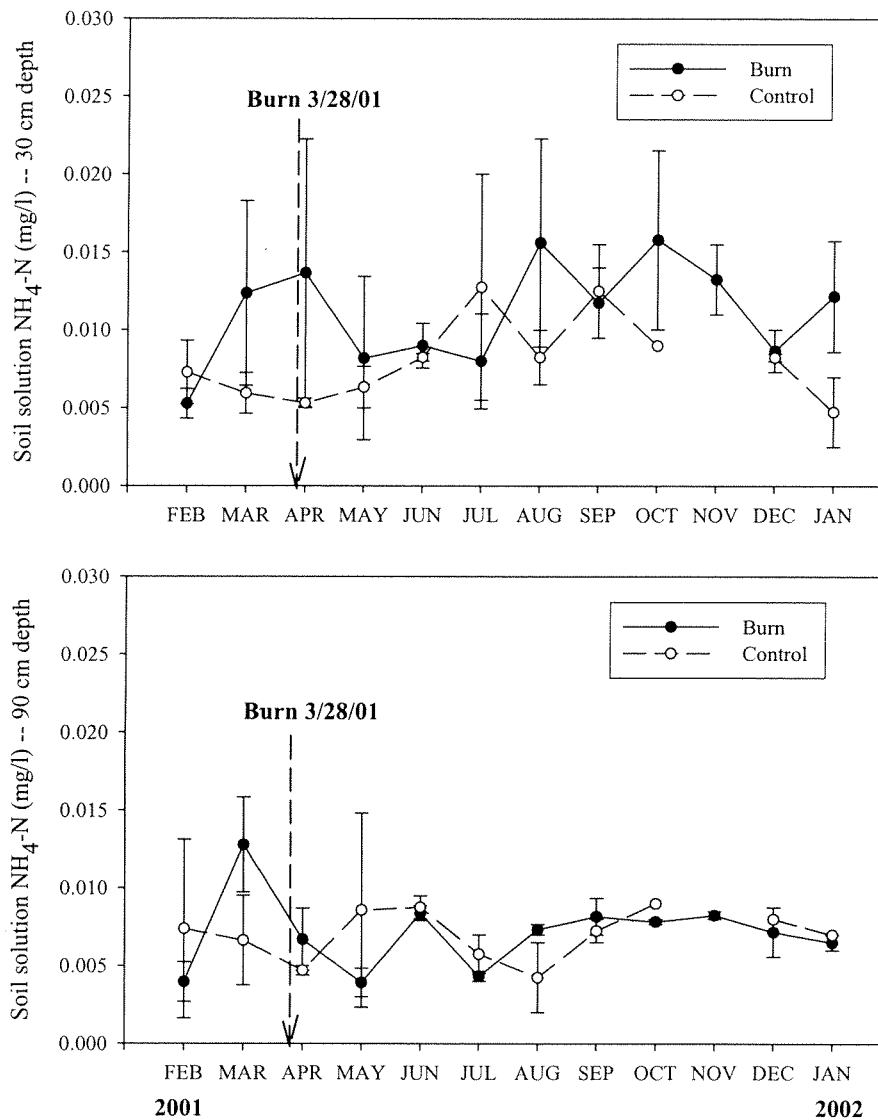 Soil solution NH4-N (mg/l) -- 30 cm depth
0.030
0.025
0.020
0.015
0.010
0.005
0.000
Burn
Control
Burn 3/28/01
FEB MAR APR MAY JUN JUL AUG SEP OCT NOV DEC JAN
Soil solution NH4-N (mg/l) -- 90 cm depth
0.030
0.025
0.020
0.015
0.010
0.005
0.000
Burn
Control
Burn 3/28/01
FEB MAR APR MAY JUN JUL AUG SEP OCT NOV DEC JAN
2001 2002